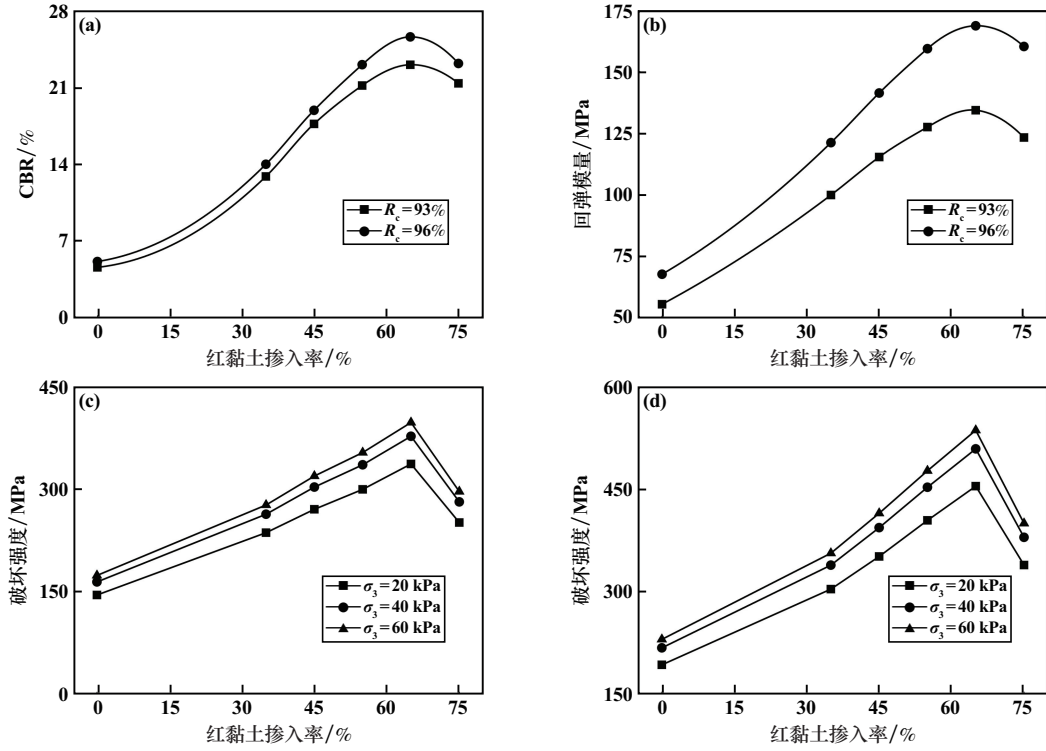 (a)
28
21
14
7
0
CBR/%
R_c=93%
R_c=96%
0 15 30 45 60 75
红黏土掺入率/%
(b)
175
150
125
100
75
50
回弹模量/MPa
R_c=93%
R_c=96%
0 15 30 45 60 75
红黏土掺入率/%
(c)
450
300
150
0
破坏强度/MPa
σ_3=20 kPa
σ_3=40 kPa
σ_3=60 kPa
0 15 30 45 60 75
红黏土掺入率/%
(d)
600
450
300
150
破坏强度/MPa
σ_3=20 kPa
σ_3=40 kPa
σ_3=60 kPa
0 15 30 45 60 75
红黏土掺入率/%